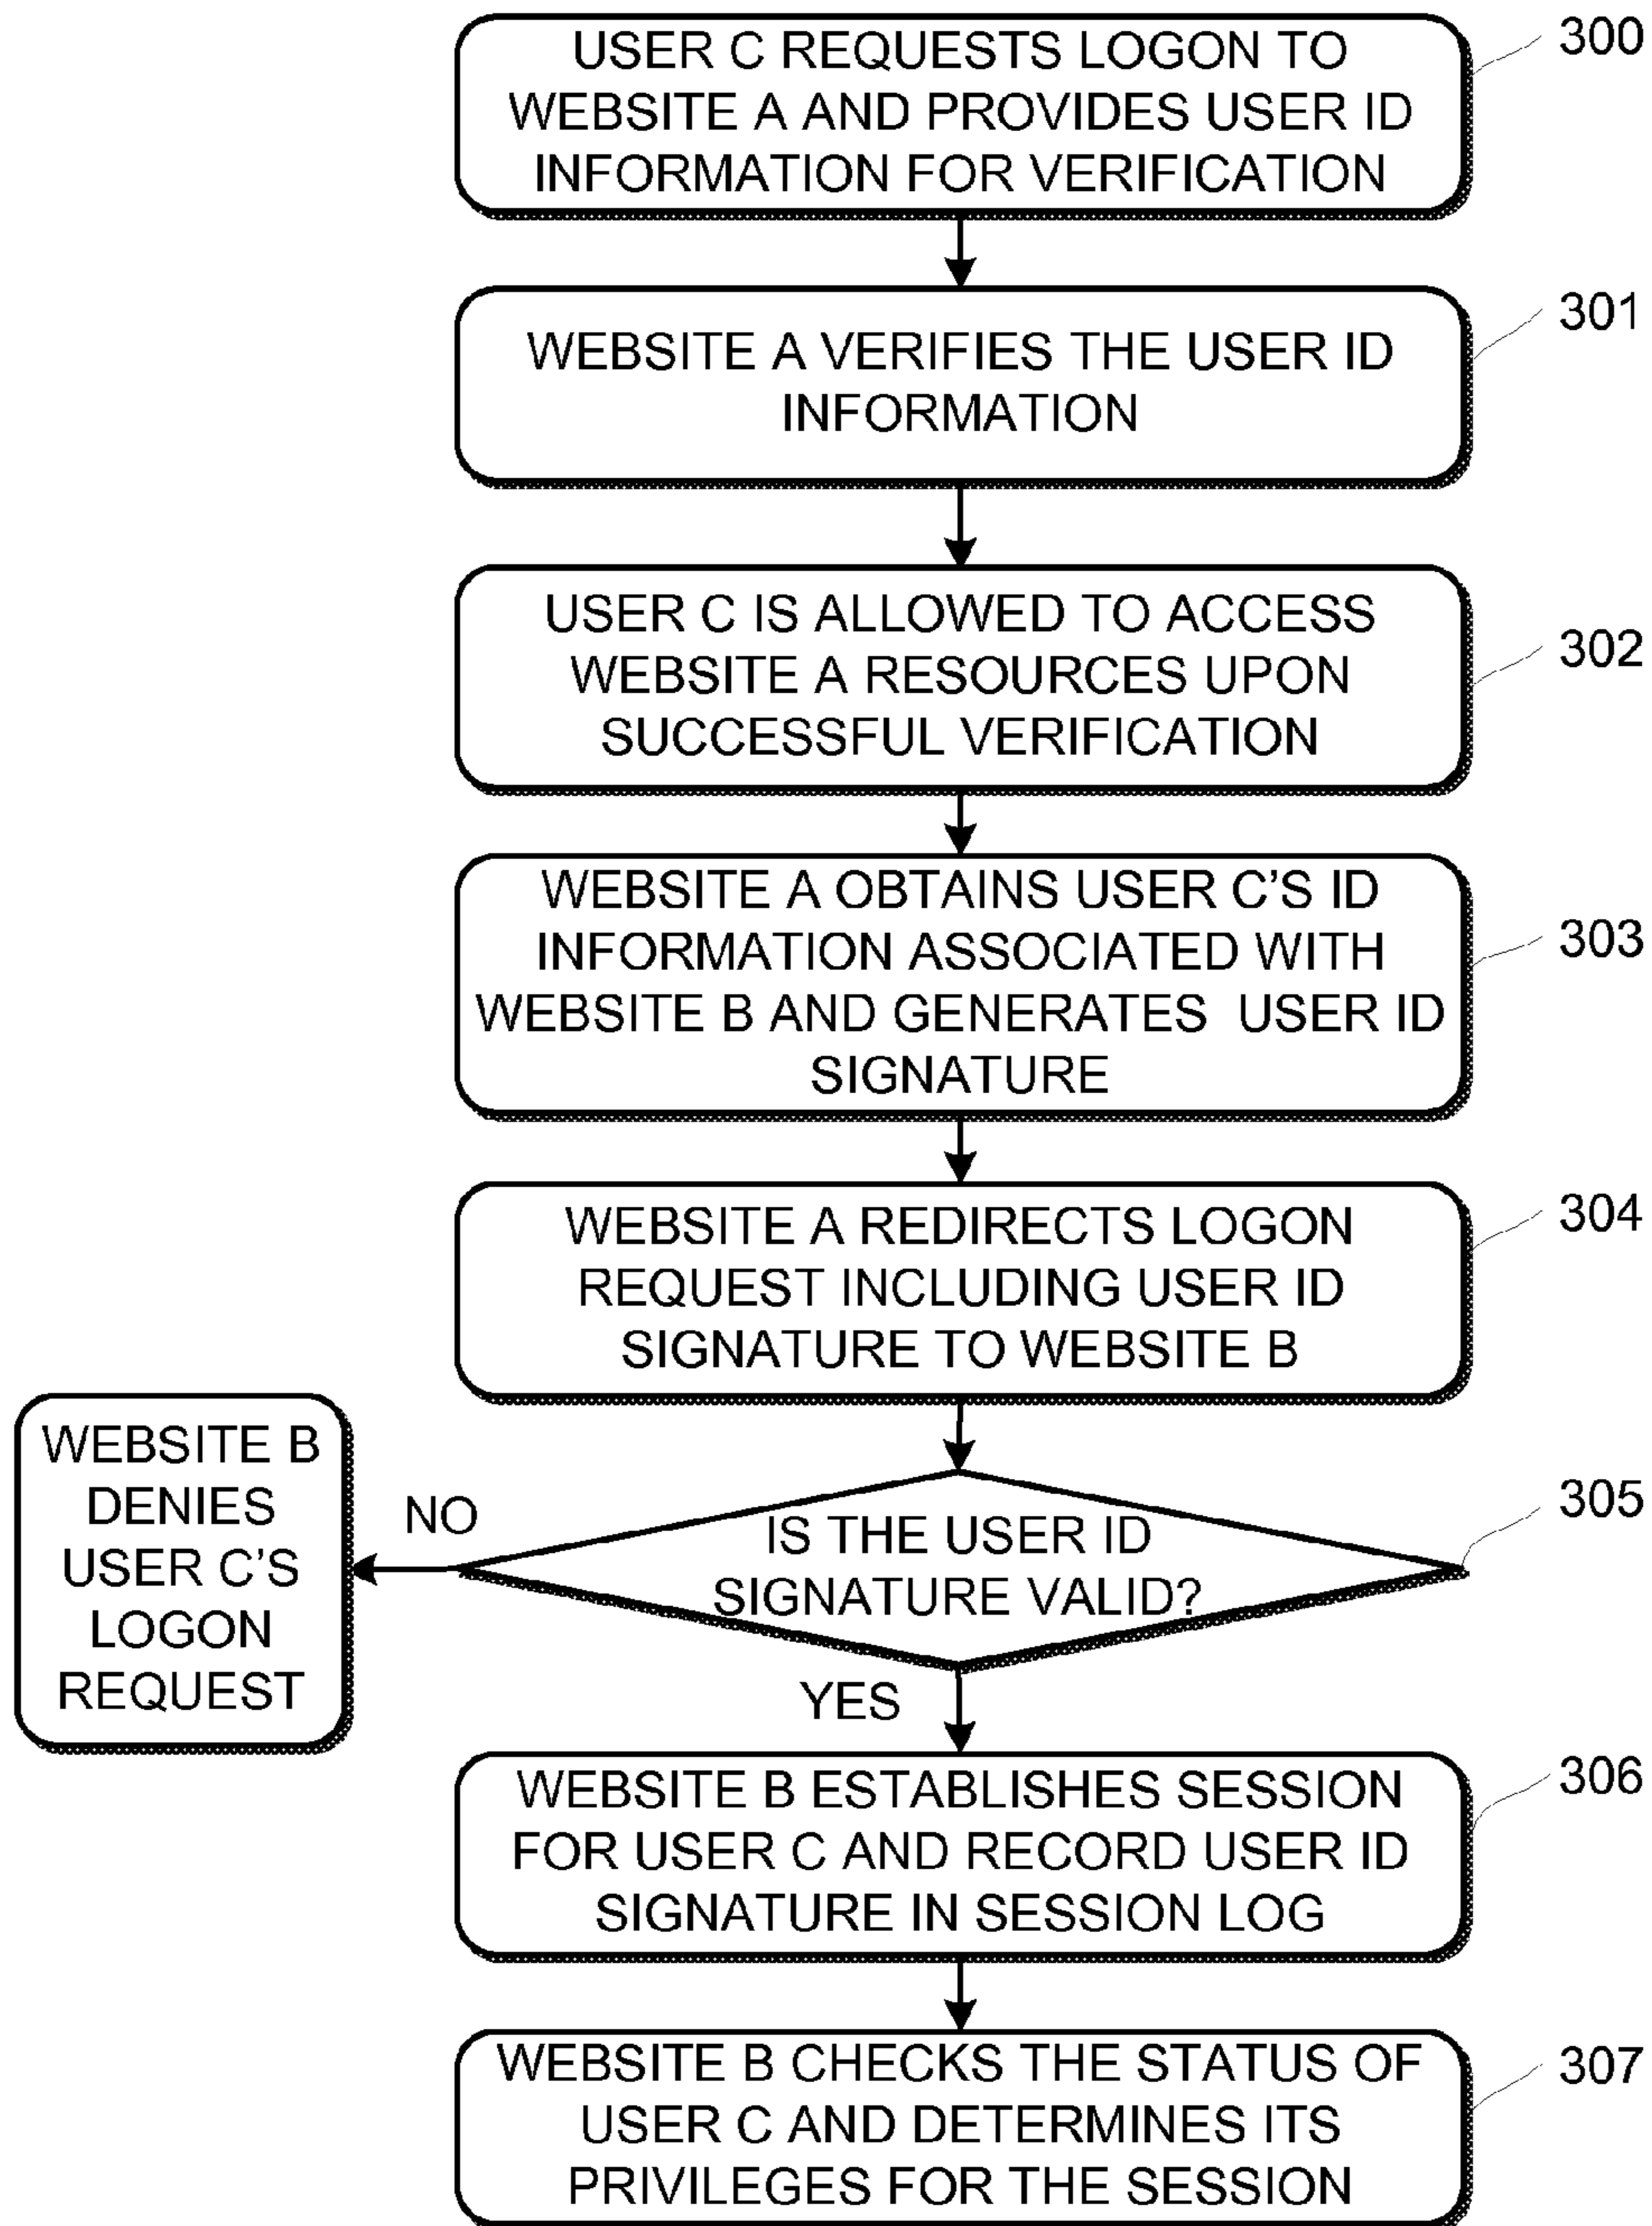 USER C REQUESTS LOGON TO
WEBSITE A AND PROVIDES USER ID
INFORMATION FOR VERIFICATION
300
WEBSITE A VERIFIES THE USER ID
INFORMATION
301
USER C IS ALLOWED TO ACCESS
WEBSITE A RESOURCES UPON
SUCCESSFUL VERIFICATION
302
WEBSITE A OBTAINS USER C'S ID
INFORMATION ASSOCIATED WITH
WEBSITE B AND GENERATES USER ID
SIGNATURE
303
WEBSITE A REDIRECTS LOGON
REQUEST INCLUDING USER ID
SIGNATURE TO WEBSITE B
304
IS THE USER ID
SIGNATURE VALID?
305
NO
WEBSITE B
DENIES
USER C'S
LOGON
REQUEST
YES
WEBSITE B ESTABLISHES SESSION
FOR USER C AND RECORD USER ID
SIGNATURE IN SESSION LOG
306
WEBSITE B CHECKS THE STATUS OF
USER C AND DETERMINES ITS
PRIVILEGES FOR THE SESSION
307